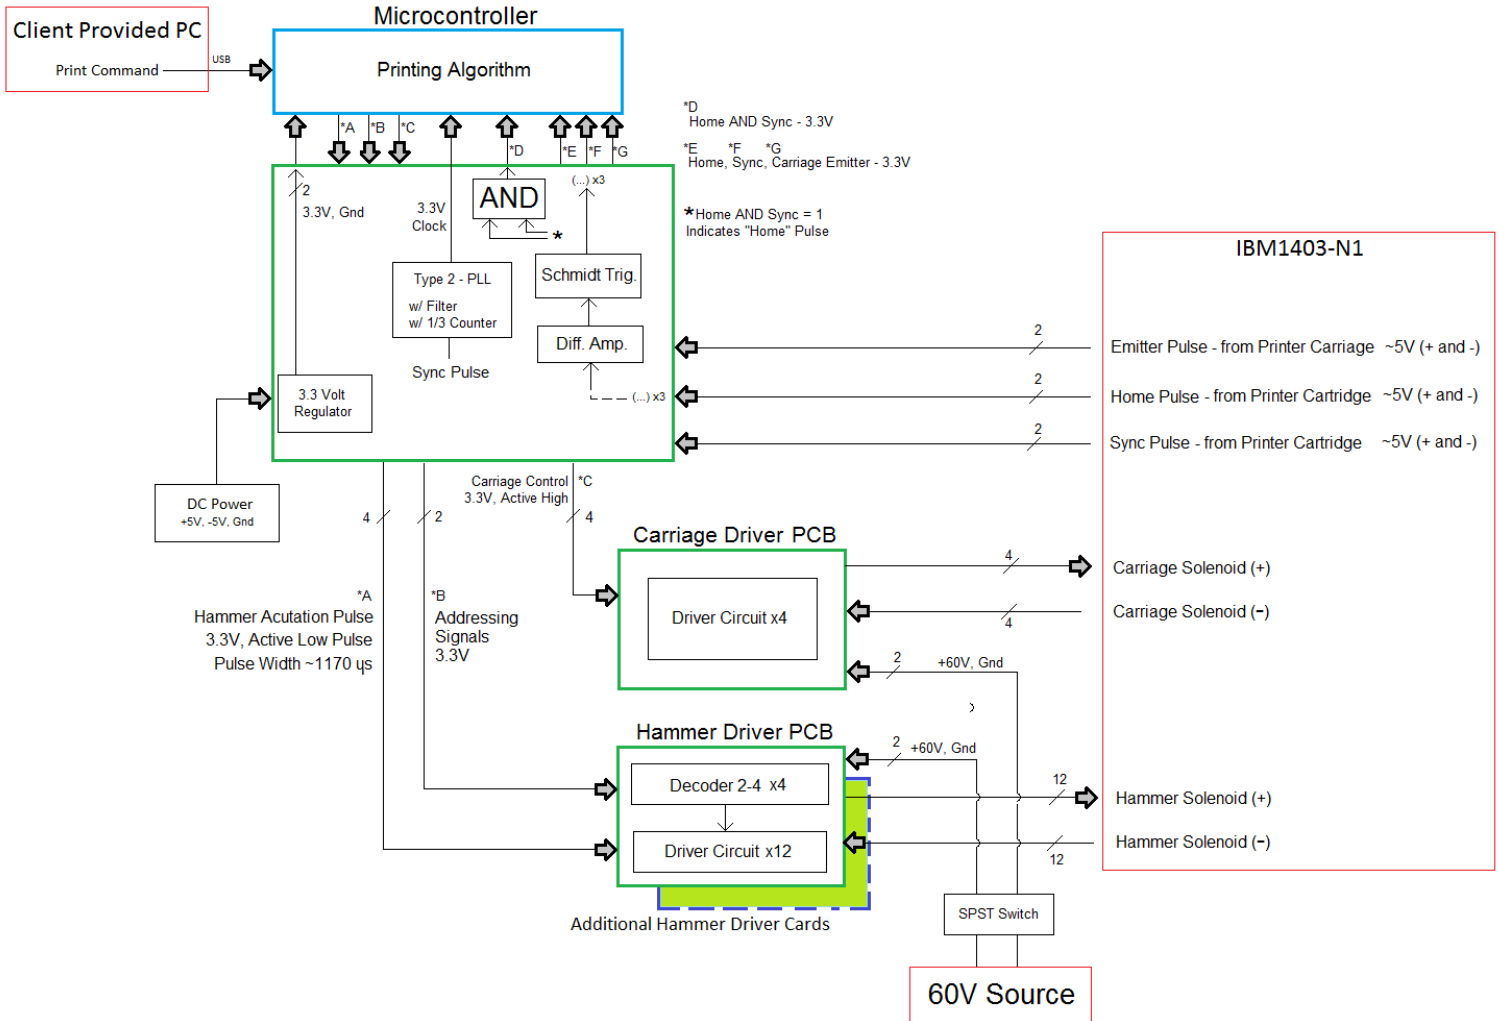 Microcontroller
Client Provided PC
Print Command
USB
Printing Algorithm
*A
*B
*C
*D
*E
*F
*G
*D
Home AND Sync - 3.3V
*E *F *G
Home, Sync, Carriage Emitter - 3.3V
*Home AND Sync = 1
Indicates "Home" Pulse
2
3.3V, Gnd
3.3V
Clock
AND
*
(...) x3
Schmidt Trig.
Type 2 - PLL
w/ Filter
w/ 1/3 Counter
Sync Pulse
Diff. Amp.
(...) x3
3.3 Volt
Regulator
DC Power
+5V, -5V, Gnd
IBM1403-N1
2
Emitter Pulse - from Printer Carriage ~5V (+ and -)
2
Home Pulse - from Printer Cartridge ~5V (+ and -)
2
Sync Pulse - from Printer Cartridge ~5V (+ and -)
Carriage Control *C
3.3V, Active High
4
2
4
*A
Hammer Acutation Pulse
3.3V, Active Low Pulse
Pulse Width ~1170 ųs
*B
Addressing
Signals
3.3V
Carriage Driver PCB
Driver Circuit x4
4
Carriage Solenoid (+)
4
Carriage Solenoid (-)
2
+60V, Gnd
Hammer Driver PCB
2
+60V, Gnd
Decoder 2-4 x4
Driver Circuit x12
12
Hammer Solenoid (+)
12
Hammer Solenoid (-)
Additional Hammer Driver Cards
SPST Switch
60V Source